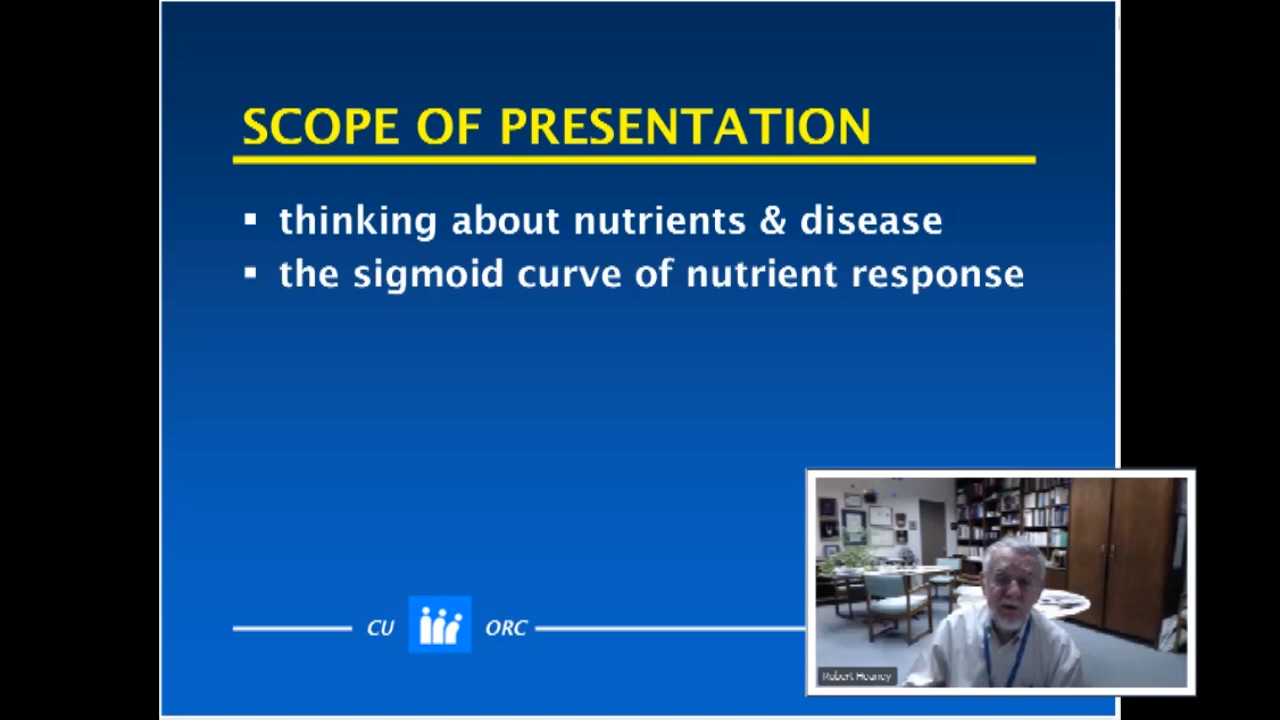 SCOPE OF PRESENTATION
▪ thinking about nutrients & disease
▪ the sigmoid curve of nutrient response
CU ORC
Robert Heaney